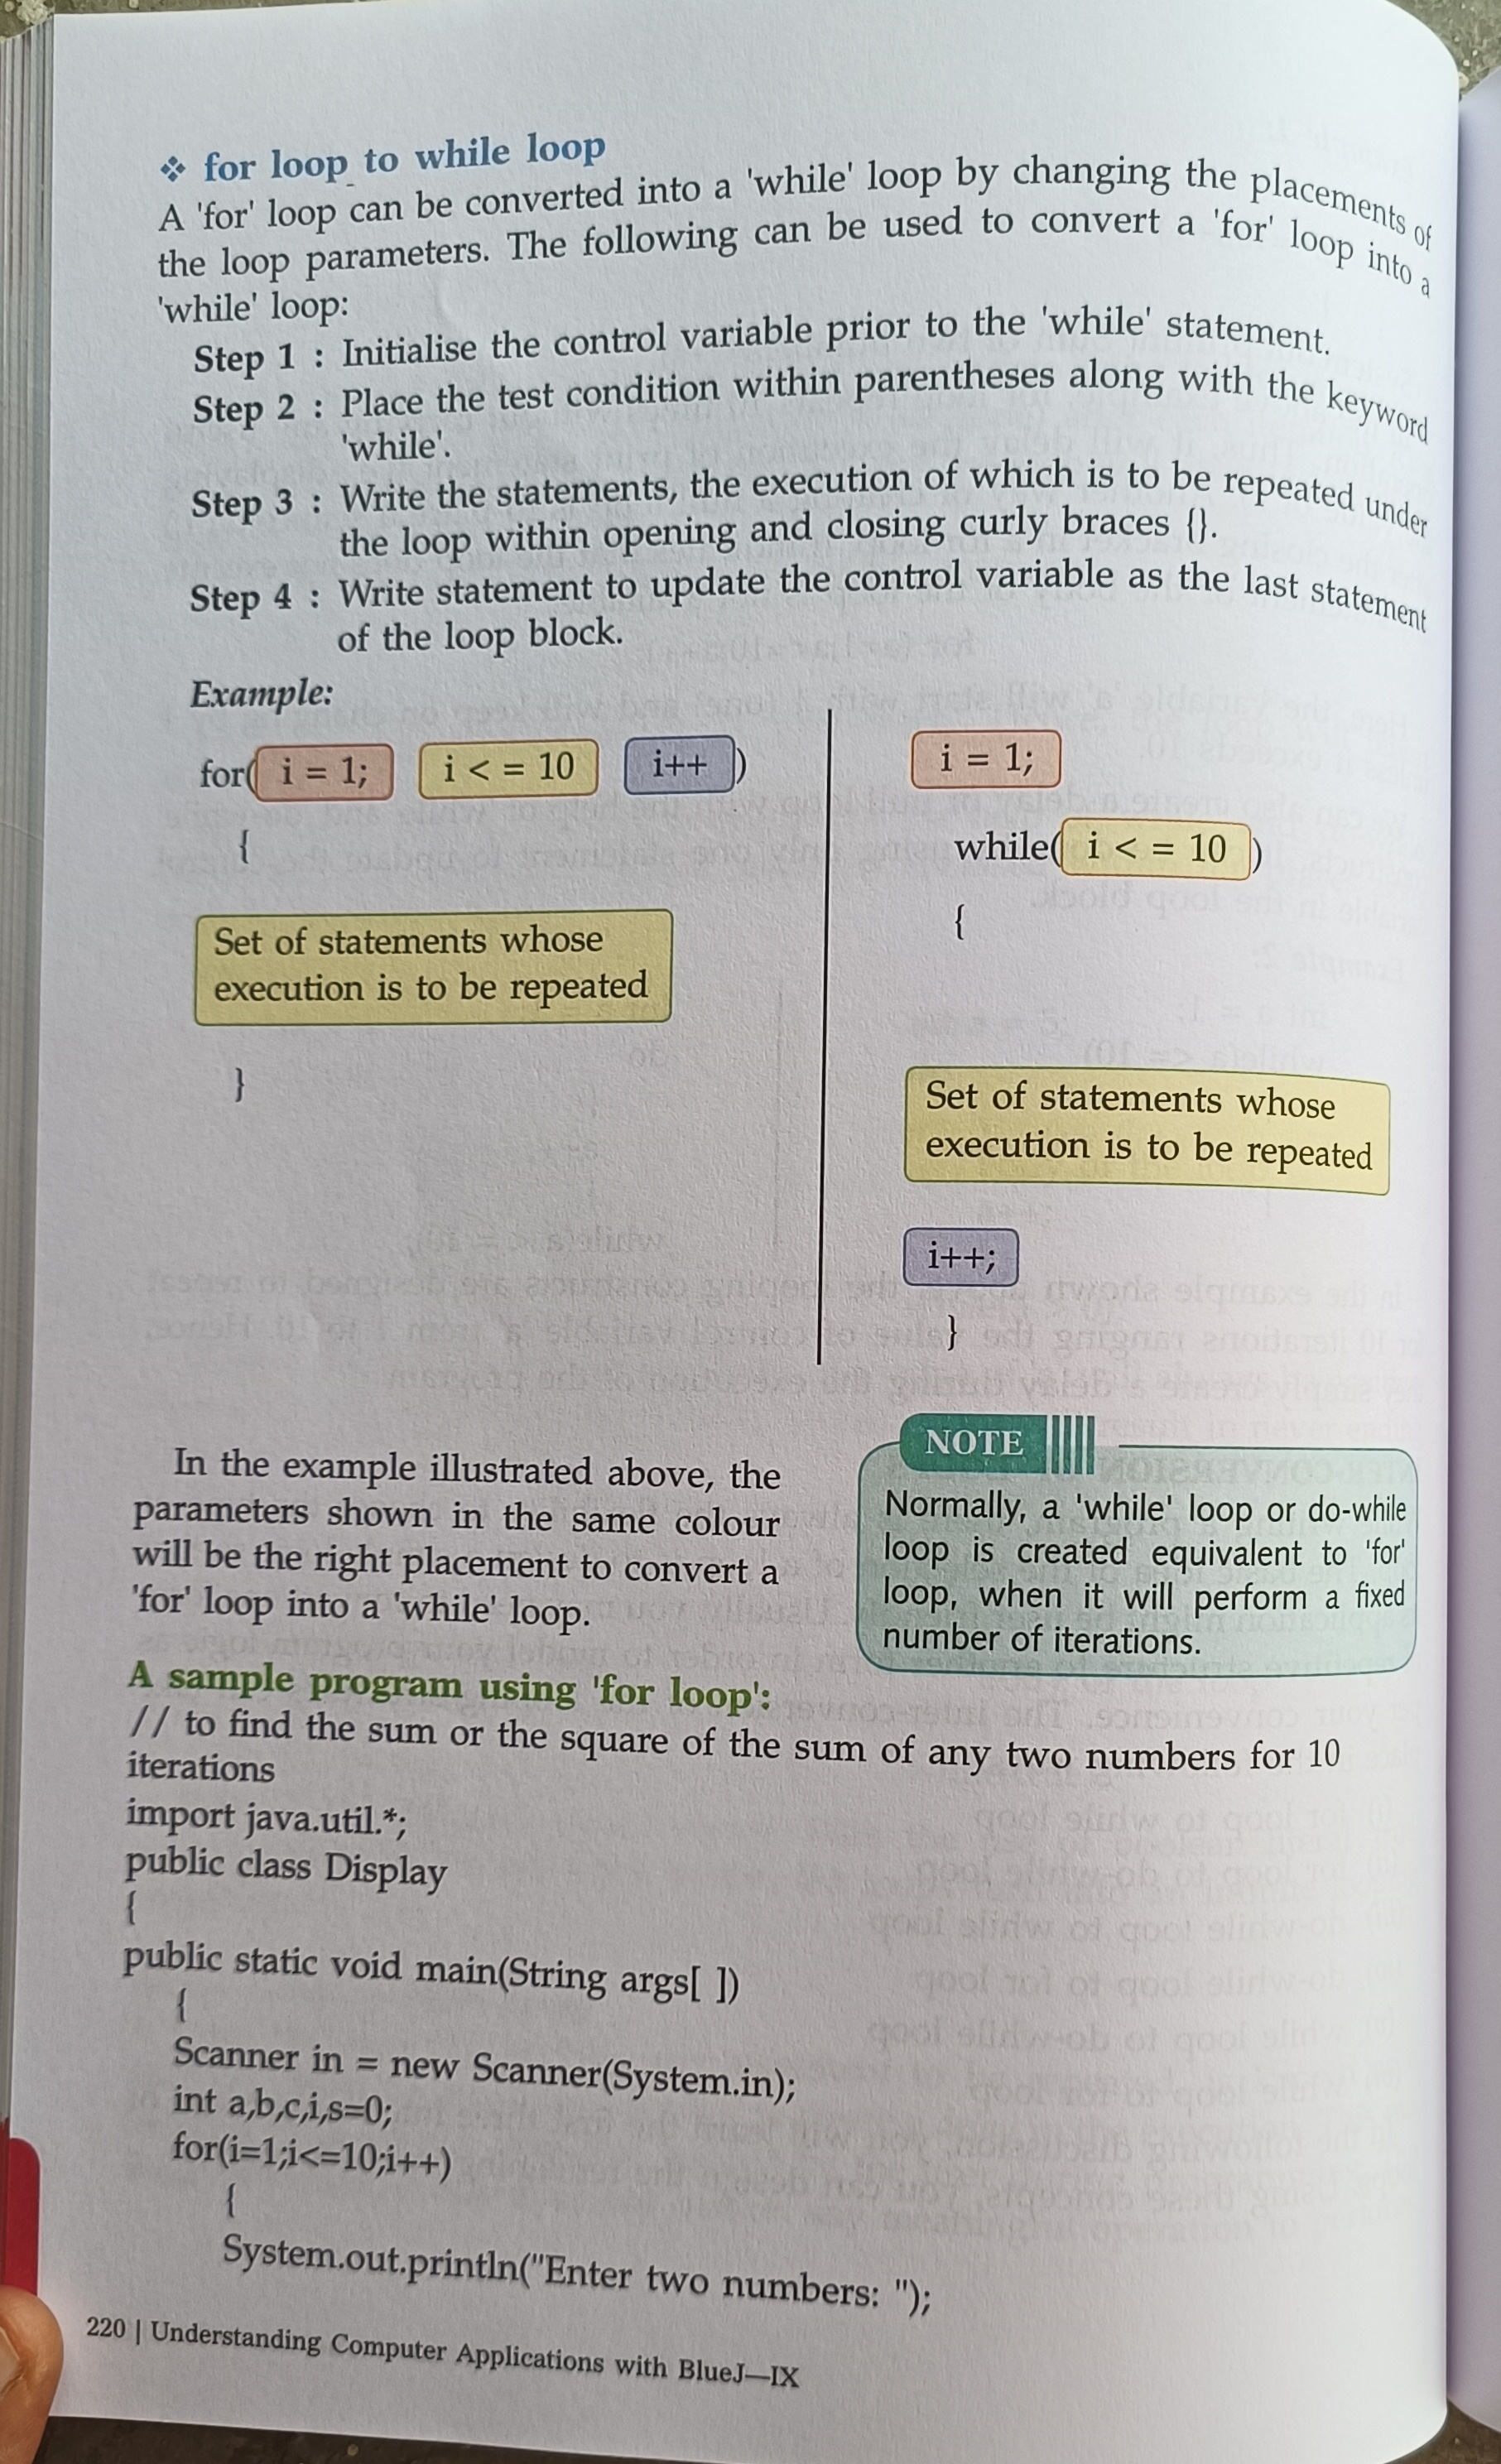 ❖ for loop to while loop
A 'for' loop can be converted into a 'while' loop by changing the placements of
the loop parameters. The following can be used to convert a 'for' loop into a
'while' loop:
Step 1 : Initialise the control variable prior to the 'while' statement.
Step 2 : Place the test condition within parentheses along with the keyword
'while'.
Step 3 : Write the statements, the execution of which is to be repeated under
the loop within opening and closing curly braces {}.
Step 4 : Write statement to update the control variable as the last statement
of the loop block.
Example:
for( i = 1; i < = 10 i++ )
{
Set of statements whose
execution is to be repeated
}
i = 1;
while( i < = 10 )
{
Set of statements whose
execution is to be repeated
i++;
}
In the example illustrated above, the
parameters shown in the same colour
will be the right placement to convert a
'for' loop into a 'while' loop.
NOTE
Normally, a 'while' loop or do-while
loop is created equivalent to 'for'
loop, when it will perform a fixed
number of iterations.
A sample program using 'for loop':
// to find the sum or the square of the sum of any two numbers for 10
iterations
import java.util.*;
public class Display
{
public static void main(String args[ ])
{
Scanner in = new Scanner(System.in);
int a,b,c,i,s=0;
for(i=1;i<=10;i++)
{
System.out.println("Enter two numbers: ");
220 | Understanding Computer Applications with BlueJ—IX